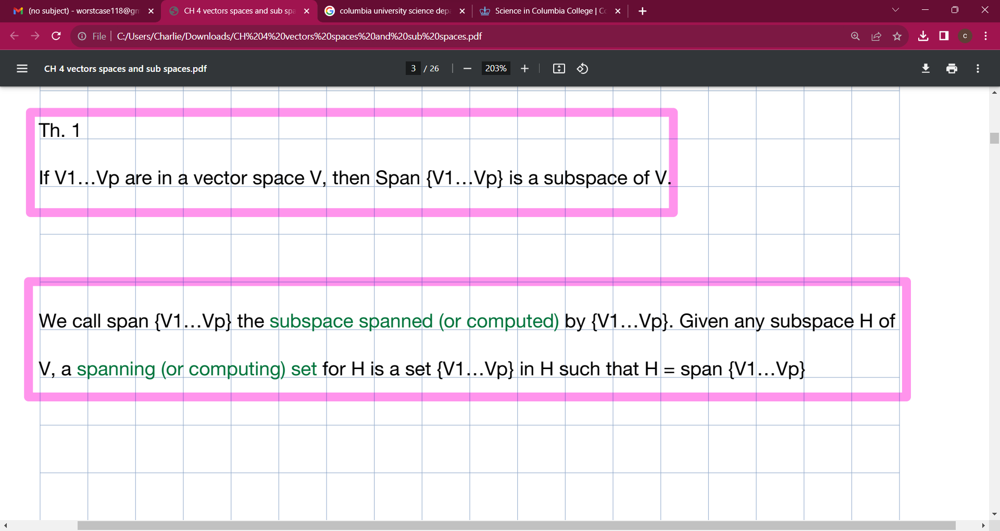 (no subject) - worstcase118@gm
CH 4 vectors spaces and sub spa
columbia university science depa
Science in Columbia College | Co
File
C:/Users/Charlie/Downloads/CH%204%20vectors%20spaces%20and%20sub%20spaces.pdf
c
CH 4 vectors spaces and sub spaces.pdf
3 / 26
203%
Th. 1
If V1...Vp are in a vector space V, then Span {V1...Vp} is a subspace of V.
We call span {V1...Vp} the subspace spanned (or computed) by {V1...Vp}. Given any subspace H of
V, a spanning (or computing) set for H is a set {V1...Vp} in H such that H = span {V1...Vp}